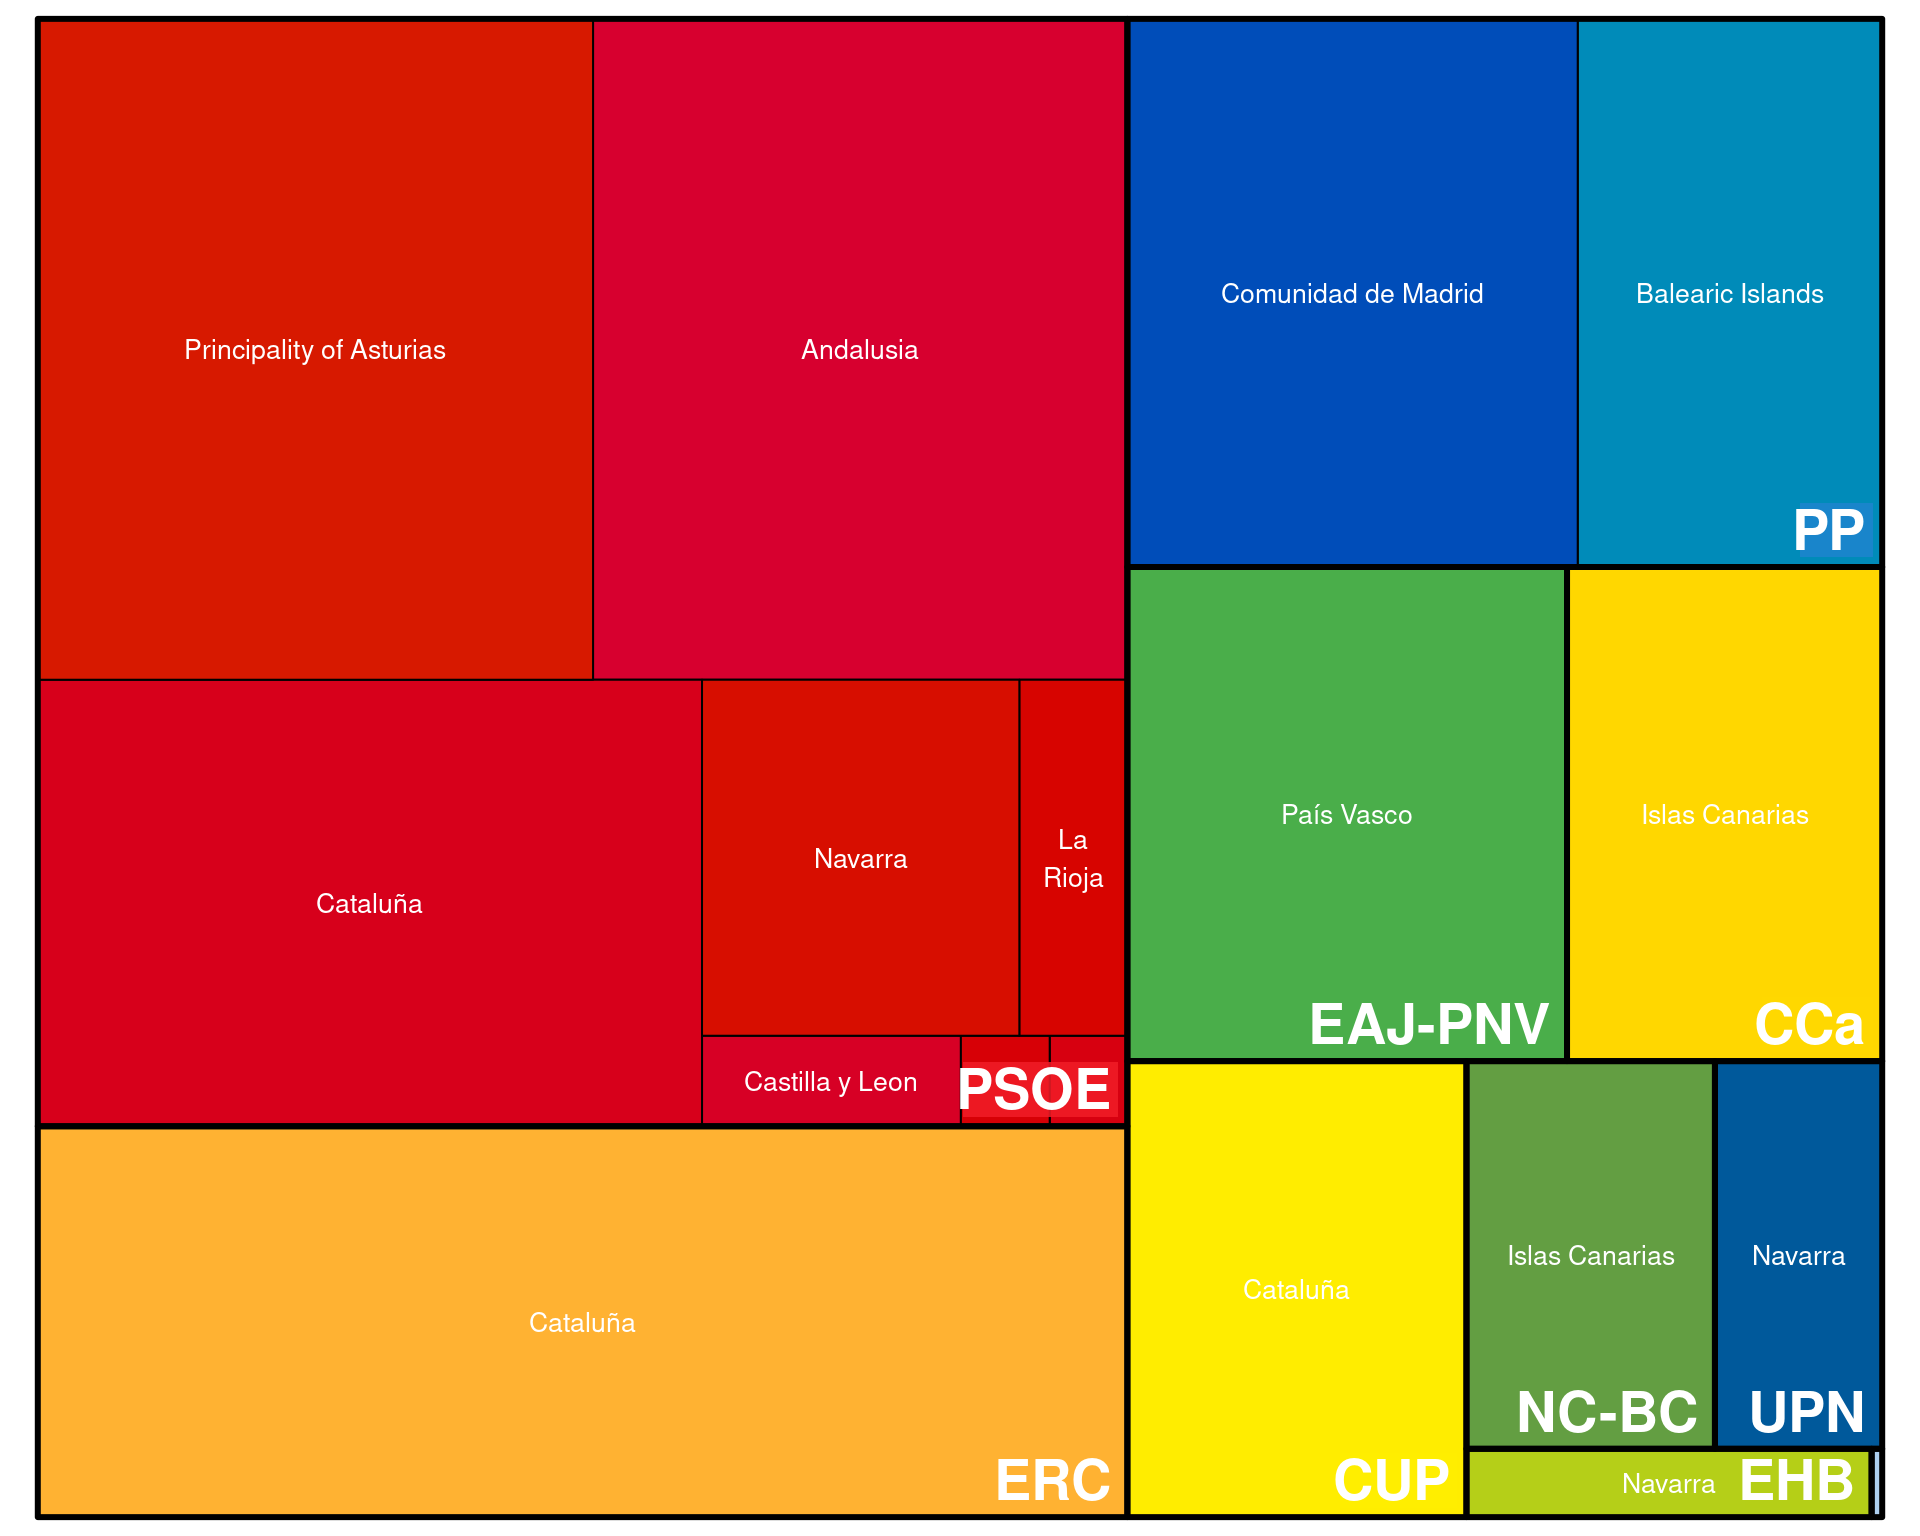 Principality of Asturias
Andalusia
Cataluña
Navarra
La
Rioja
Castilla y Leon
PSOE
Cataluña
ERC
Comunidad de Madrid
Balearic Islands
PP
País Vasco
EAJ-PNV
Islas Canarias
CCa
Cataluña
CUP
Islas Canarias
NC-BC
Navarra
UPN
Navarra
EHB